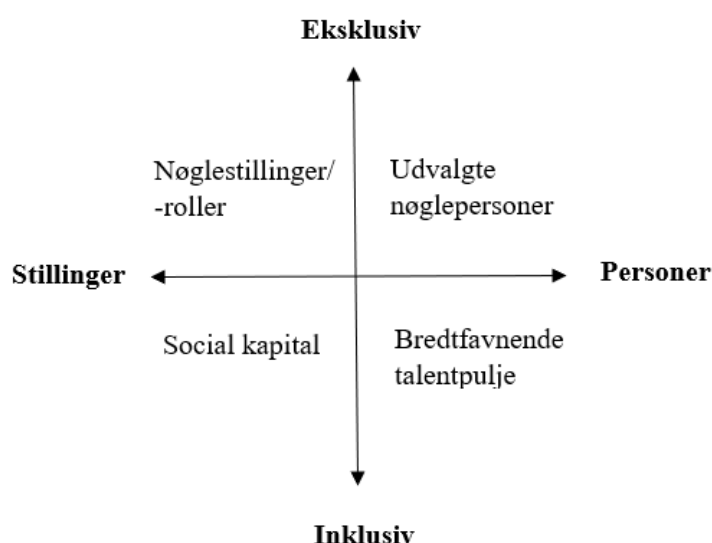 Eksklusiv
Nøglestillinger/
-roller
Udvalgte
nøglepersoner
Stillinger
Personer
Social kapital
Bredtfavnende
talentpulje
Inklusiv